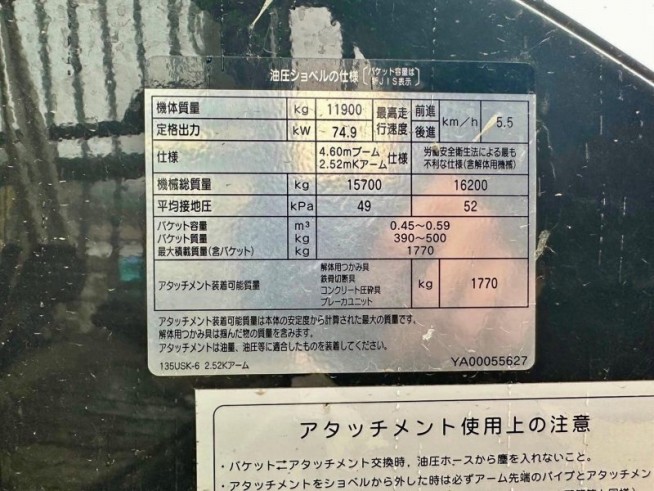 油圧ショベルの仕様 (バケット容量は 新JIS表示)
機体質量 kg 11900 最高走行速度 前進 後進 km/h 5.5
定格出力 kW 74.9
仕様 4.60mブーム 2.52mKアーム仕様 労働安全衛生法による最も不利な仕様(含解体用機械)
機械総質量 kg 15700 16200
平均接地圧 kPa 49 52
バケット容量 m³ 0.45〜0.59
バケット質量 kg 390〜500
最大積載質量(含バケット) kg 1770
アタッチメント装着可能質量 解体用つかみ具 鉄骨切断具 コンクリート圧砕具 ブレーカユニット kg 1770
アタッチメント装着可能質量は本体の安定度から計算された最大の質量です。
解体用つかみ具は掴んだ物の質量を含みます。
アタッチメントは油量、油圧等に適合したものを装着してください。
135USK-6 2.52Kアーム YA00055627
アタッチメント使用上の注意
・バケット⇄アタッチメント交換時，油圧ホースから塵を入れないこと。
・アタッチメントをショベルから外した時は必ずアーム先端のパイプとアタッチメン